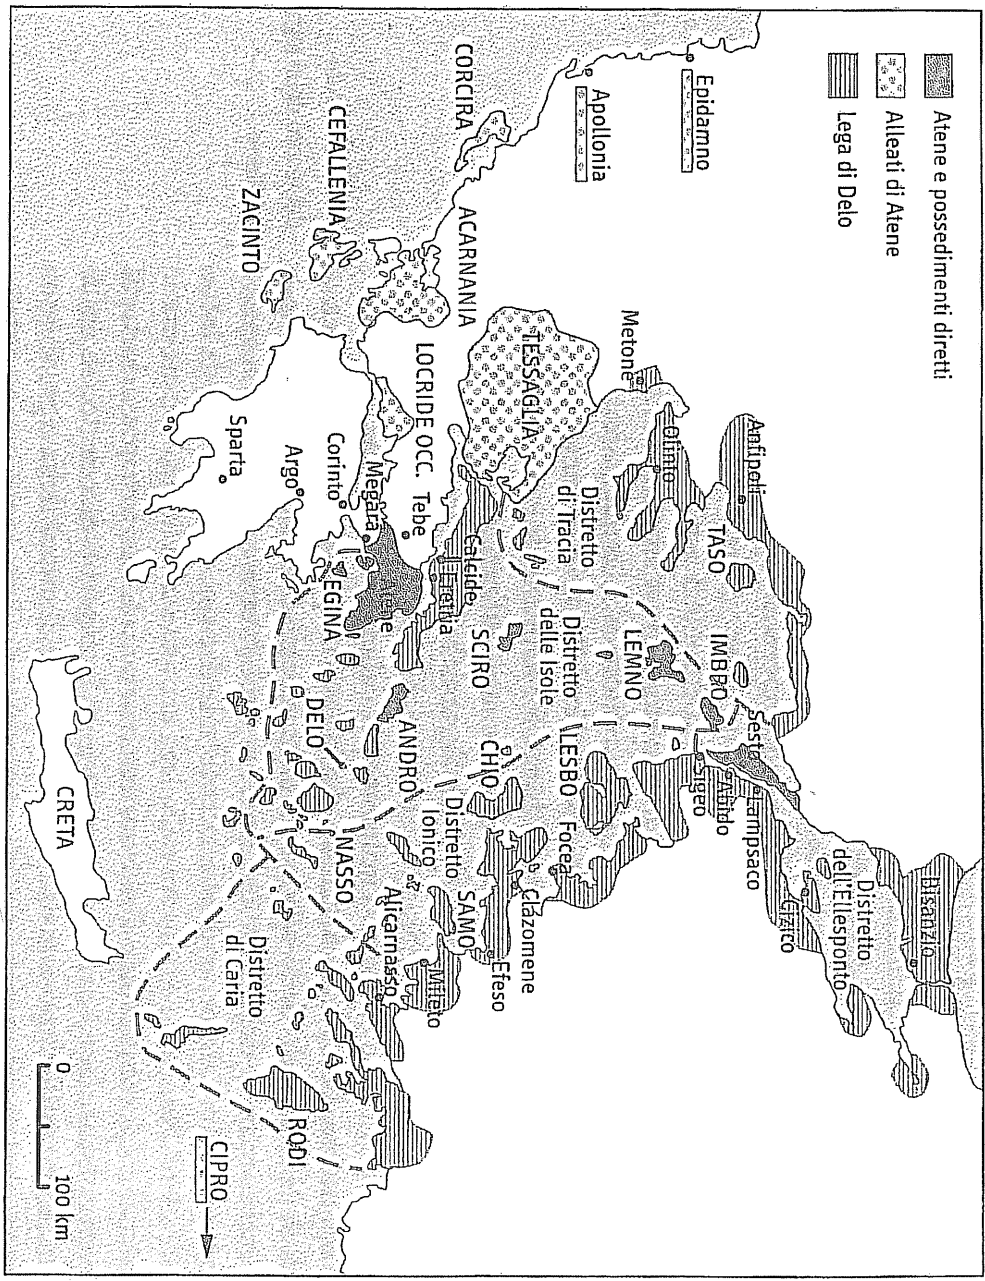 Atene e possedimenti diretti
Alleati di Atene
Lega di Delo
Epidamno
Apollonia
CORCIRA
CEFALLENIA
ZACINTO
ACARNANIA
LOCRIDE OCC.
TESSAGLIA
Metone
Olinto
Anfipoli
TASO
Distretto
di Tracia
Tebe
Calcide
Eretria
Megara
Corinto
Argo
Sparta
Atene
EGINA
SCIRO
Distretto
delle Isole
LEMNO
IMBRO
Sesto
Sigeo
Abido
Lampsaco
Cizico
Distretto
dell'Ellesponto
Bisanzio
ANDRO
DELO
NASSO
CHIO
LESBO
Focea
Clazomene
Distretto
Ionico
SAMO
Efeso
Mileto
Alicarnasso
Distretto
di Caria
RODI
CRETA
CIPRO
0
100 km